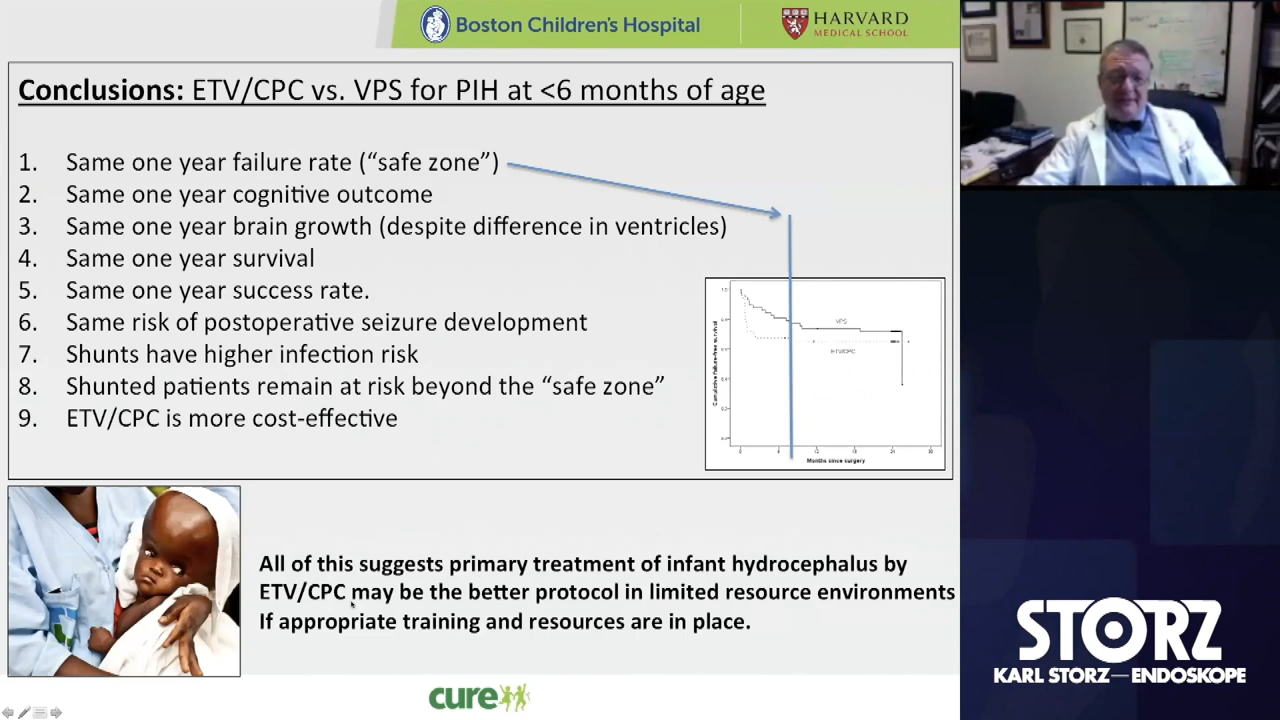 Boston Children's Hospital
HARVARD
MEDICAL SCHOOL
Conclusions: ETV/CPC vs. VPS for PIH at <6 months of age
1. Same one year failure rate (“safe zone”)
2. Same one year cognitive outcome
3. Same one year brain growth (despite difference in ventricles)
4. Same one year survival
5. Same one year success rate.
6. Same risk of postoperative seizure development
7. Shunts have higher infection risk
8. Shunted patients remain at risk beyond the “safe zone”
9. ETV/CPC is more cost-effective
Cumulative failure-free survival
VPS
ETV/CPC
Months since surgery
All of this suggests primary treatment of infant hydrocephalus by
ETV/CPC may be the better protocol in limited resource environments
If appropriate training and resources are in place.
cure
STORZ
KARL STORZ—ENDOSKOPE